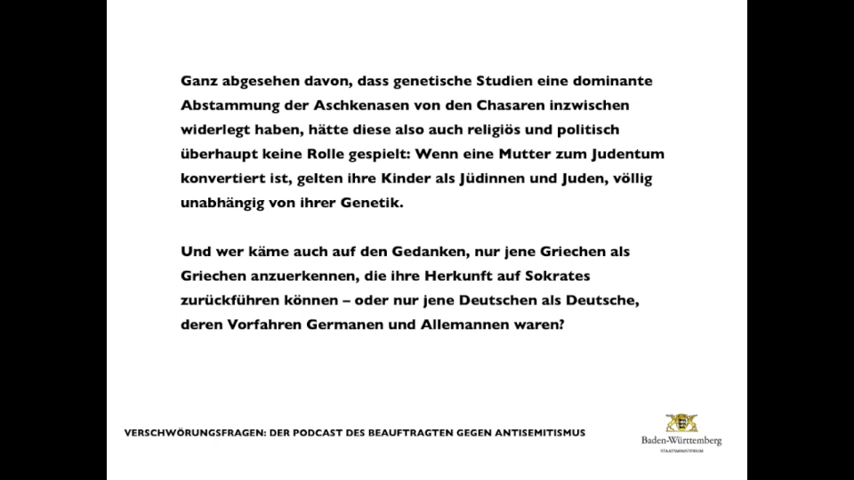 Ganz abgesehen davon, dass genetische Studien eine dominante
Abstammung der Aschkenasen von den Chasaren inzwischen
widerlegt haben, hätte diese also auch religiös und politisch
überhaupt keine Rolle gespielt: Wenn eine Mutter zum Judentum
konvertiert ist, gelten ihre Kinder als Jüdinnen und Juden, völlig
unabhängig von ihrer Genetik.
Und wer käme auch auf den Gedanken, nur jene Griechen als
Griechen anzuerkennen, die ihre Herkunft auf Sokrates
zurückführen können – oder nur jene Deutschen als Deutsche,
deren Vorfahren Germanen und Allemannen waren?
VERSCHWÖRUNGSFRAGEN: DER PODCAST DES BEAUFTRAGTEN GEGEN ANTISEMITISMUS
Baden-Württemberg
STAATSMINISTERIUM